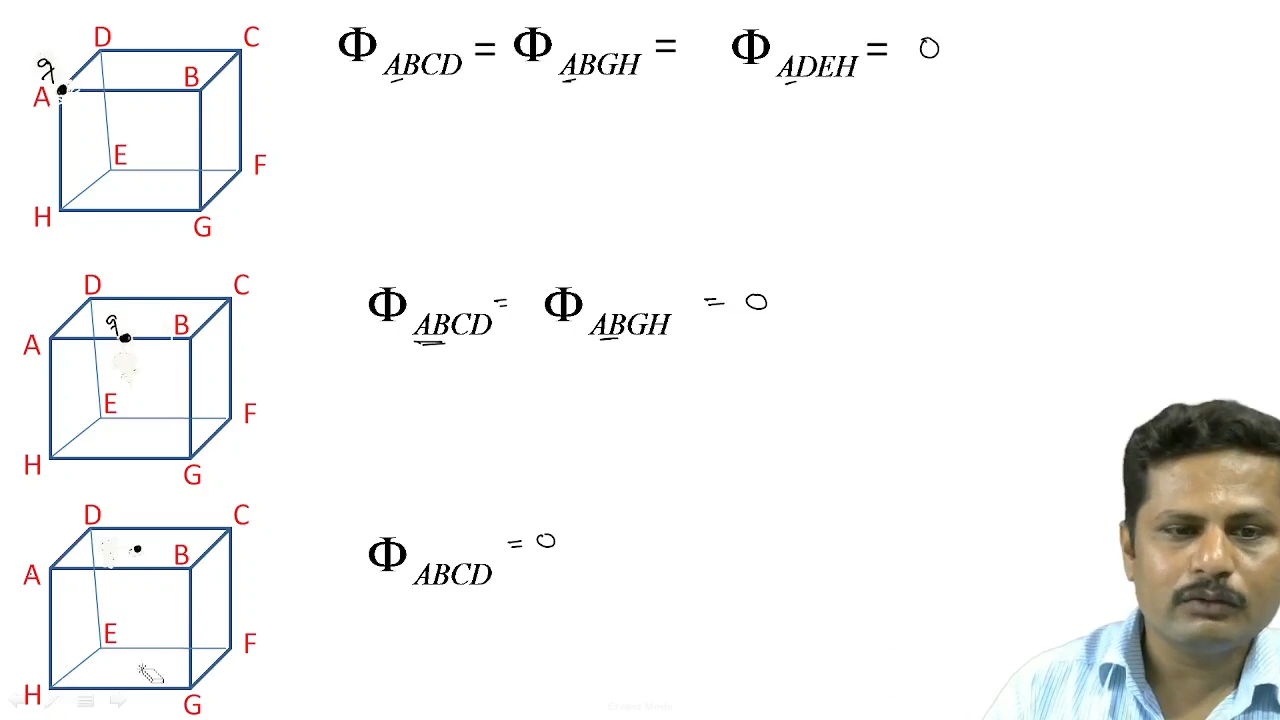 D C
q
A B
E F
H G
Φ ABCD = Φ ABGH = Φ ADEH = 0
D C
q
A B
E F
H G
Φ ABCD = Φ ABGH = 0
D C
A B
E F
H G
Φ ABCD = 0